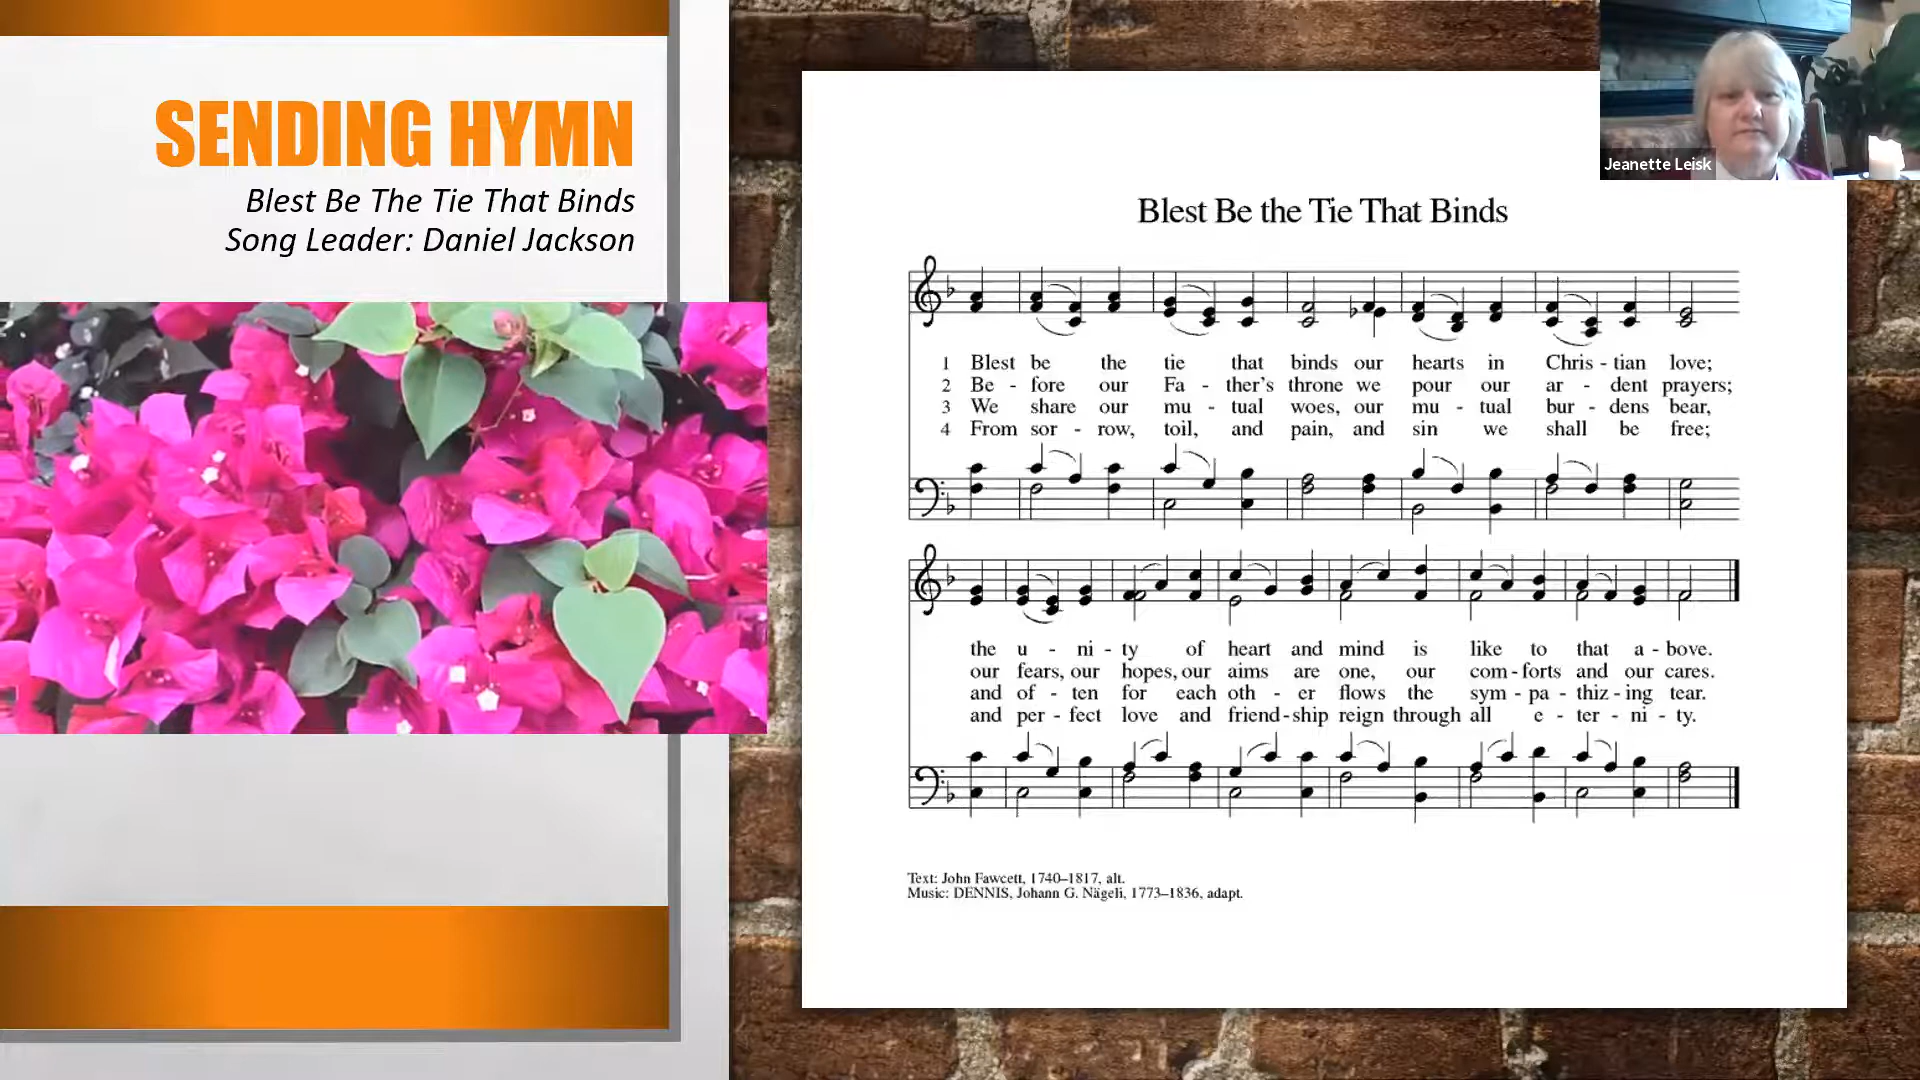 SENDING HYMN
Blest Be The Tie That Binds
Song Leader: Daniel Jackson
Jeanette Leisk
Blest Be the Tie That Binds
1 Blest be the tie that binds our hearts in Chris - tian love;
2 Be - fore our Fa - ther's throne we pour our ar - dent prayers;
3 We share our mu - tual woes, our mu - tual bur - dens bear,
4 From sor - row, toil, and pain, and sin we shall be free;
the u - ni - ty of heart and mind is like to that a - bove.
our fears, our hopes, our aims are one, our com - forts and our cares.
and of - ten for each oth - er flows the sym - pa - thiz - ing tear.
and per - fect love and friend - ship reign through all e - ter - ni - ty.
Text: John Fawcett, 1740–1817, alt.
Music: DENNIS, Johann G. Nägeli, 1773–1836, adapt.